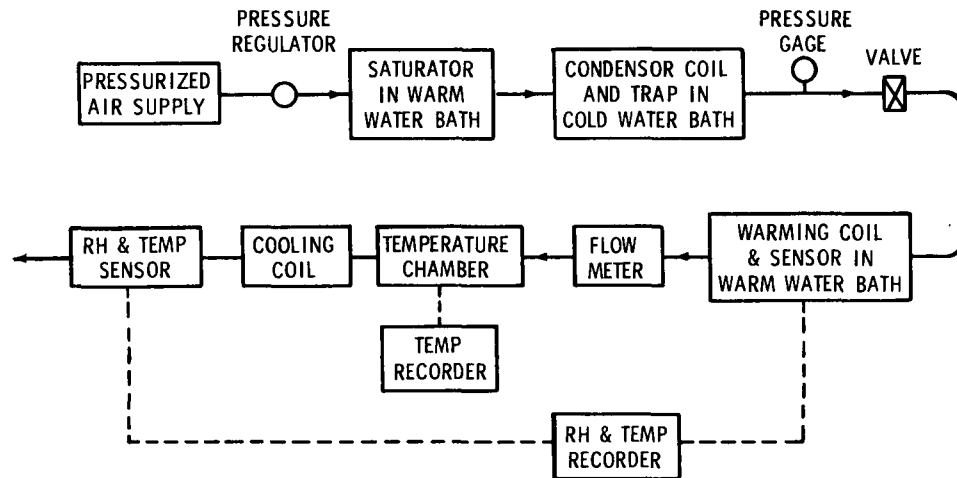 PRESSURE
REGULATOR
PRESSURIZED
AIR SUPPLY
SATURATOR
IN WARM
WATER BATH
CONDENSOR COIL
AND TRAP IN
COLD WATER BATH
PRESSURE
GAGE
VALVE
RH & TEMP
SENSOR
COOLING
COIL
TEMPERATURE
CHAMBER
FLOW
METER
WARMING COIL
& SENSOR IN
WARM WATER BATH
TEMP
RECORDER
RH & TEMP
RECORDER